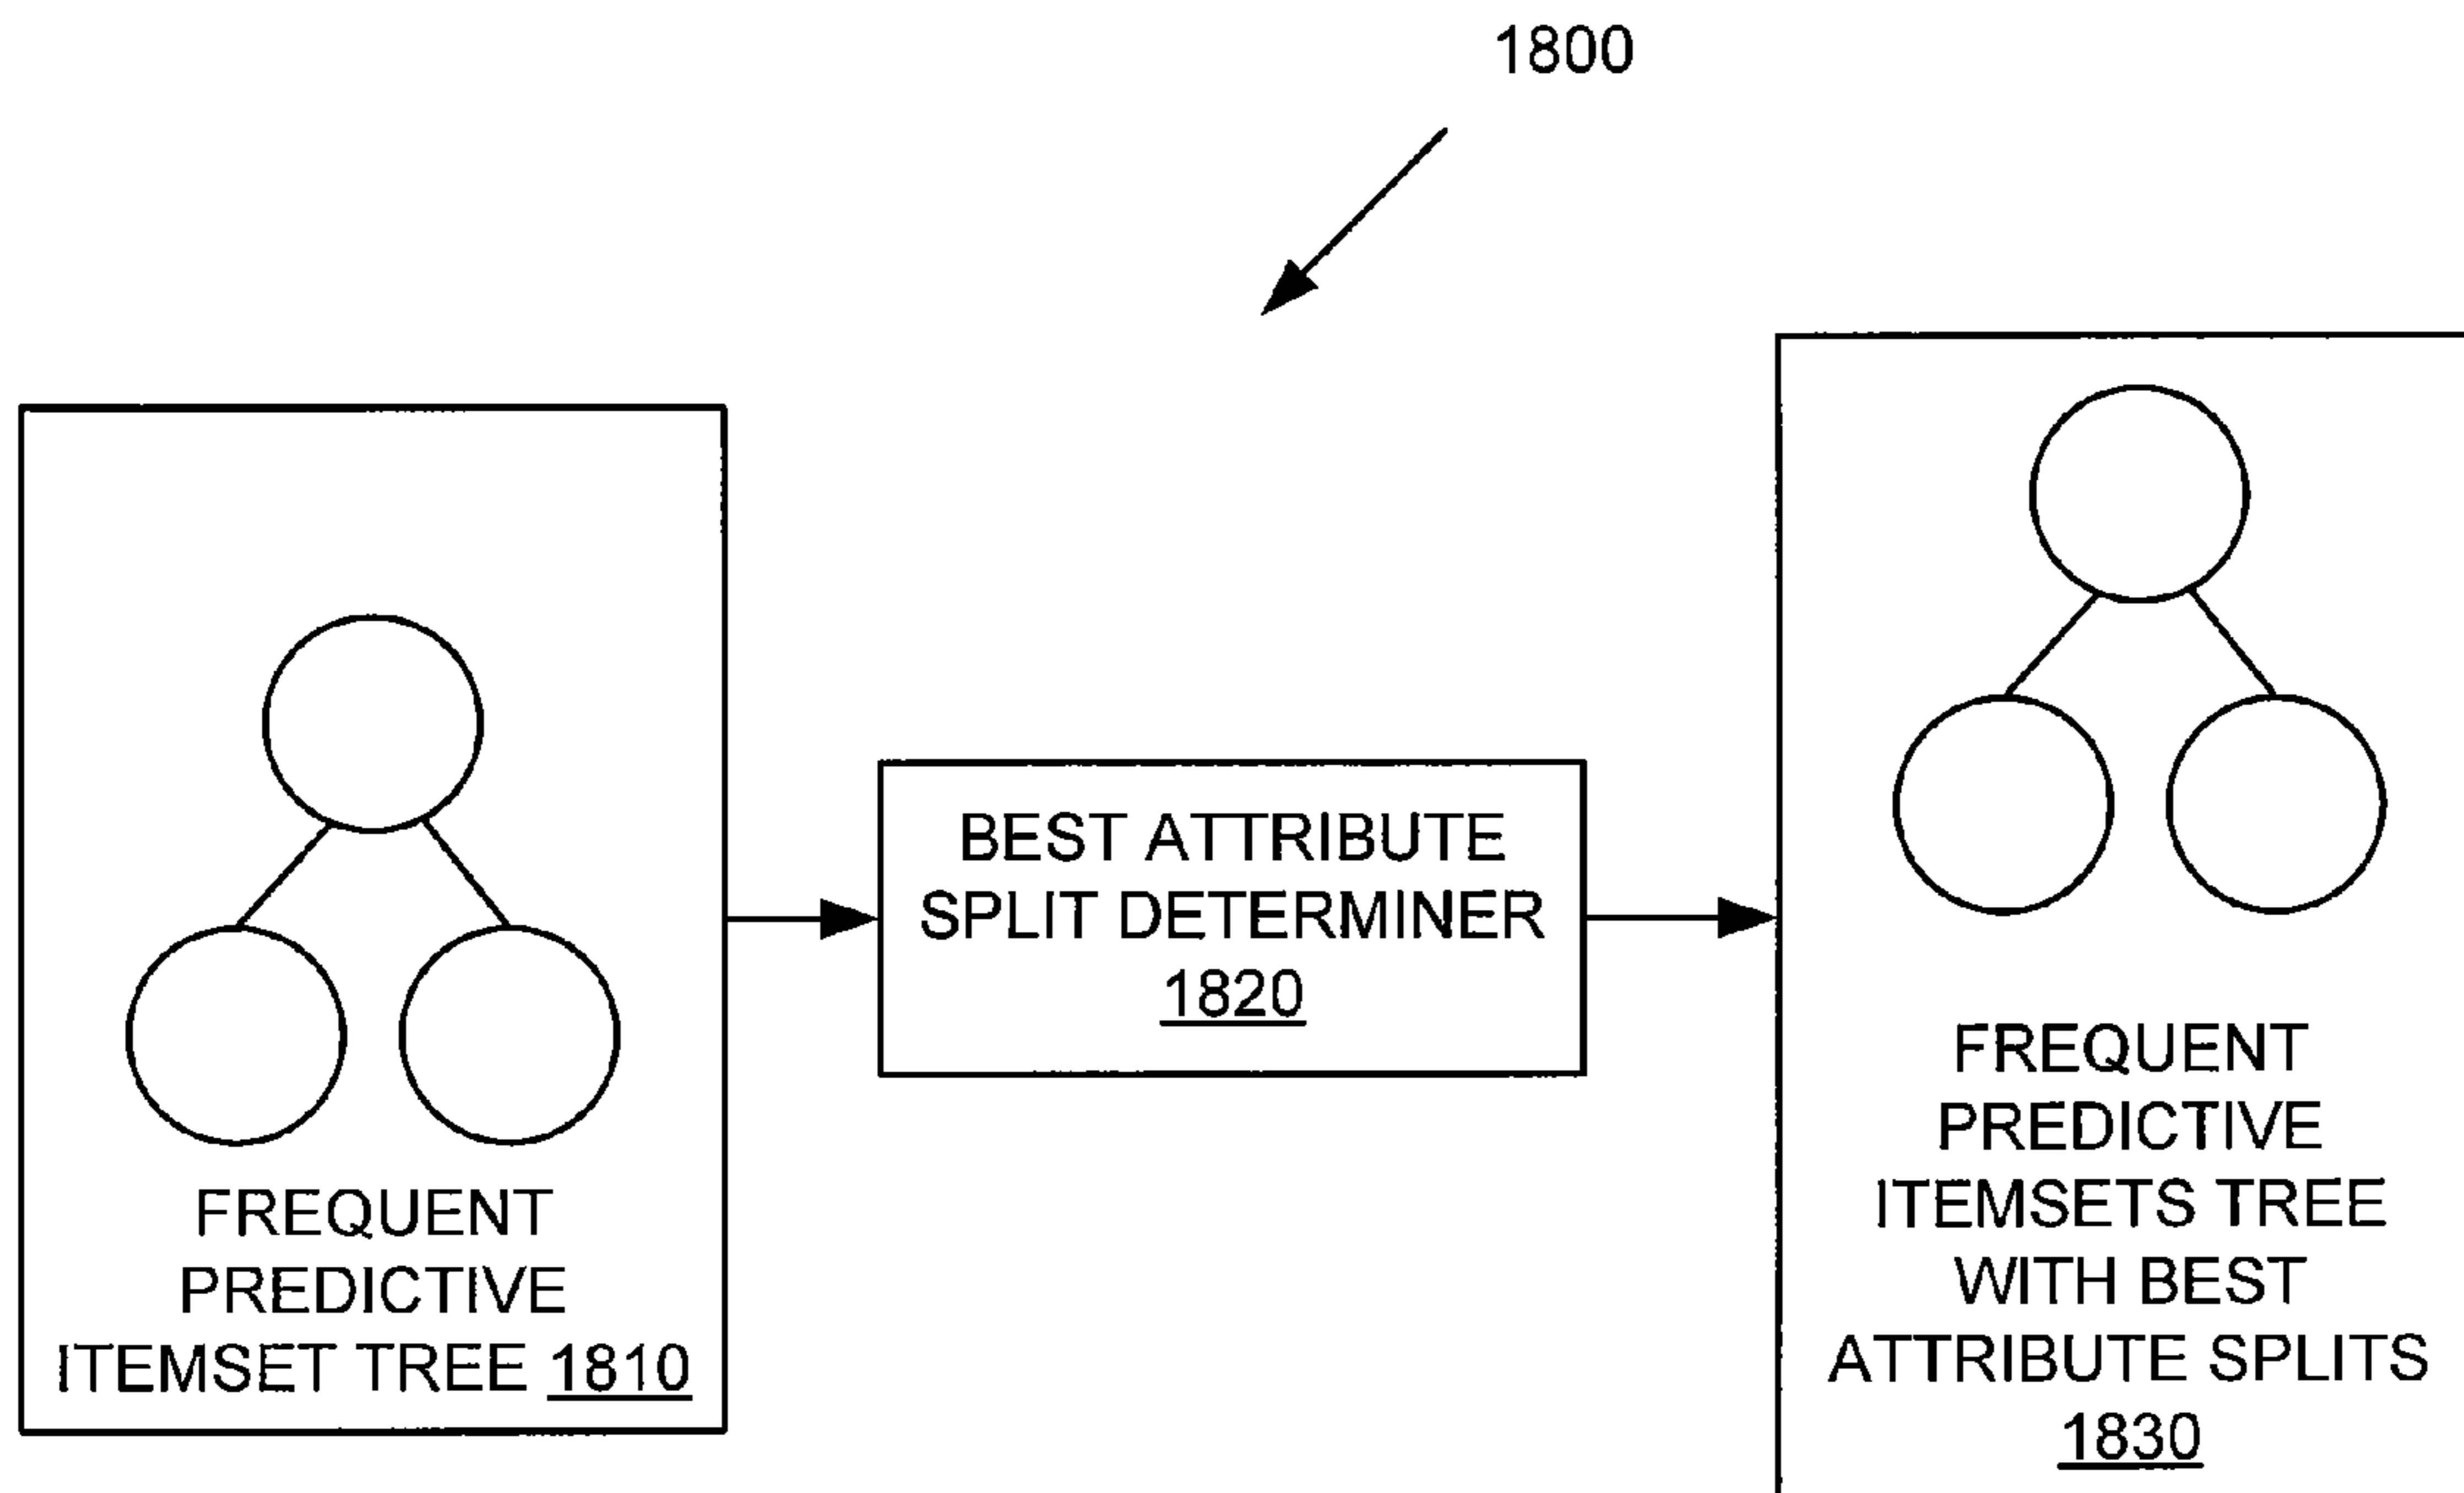 1800
FREQUENT
PREDICTIVE
ITEMSET TREE 1810
BEST ATTRIBUTE
SPLIT DETERMINER
1820
FREQUENT
PREDICTIVE
ITEMSETS TREE
WITH BEST
ATTRIBUTE SPLITS
1830